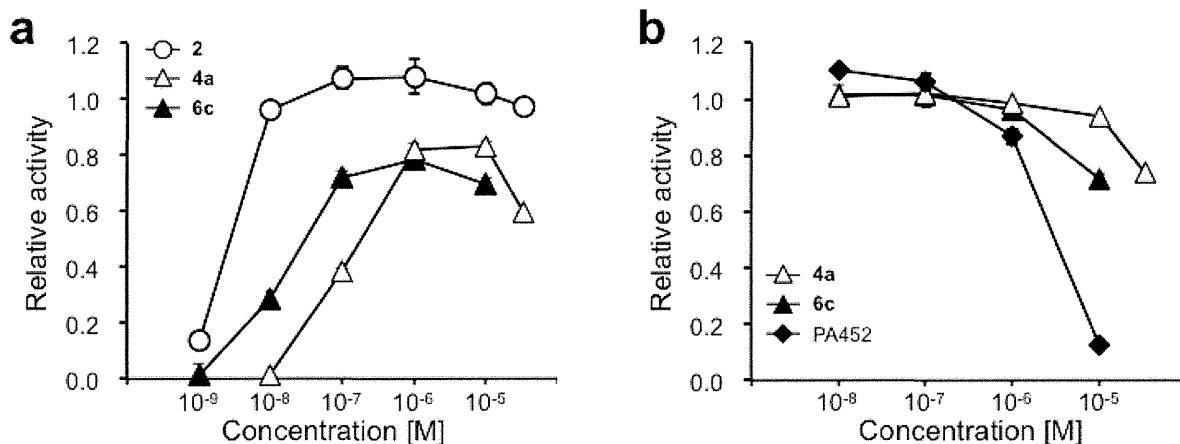 a
1.2
1.0
0.8
0.6
0.4
0.2
0.0
Relative activity
2
4a
6c
10-9 10-8 10-7 10-6 10-5
Concentration [M]
b
1.2
1.0
0.8
0.6
0.4
0.2
0.0
Relative activity
4a
6c
PA452
10-8 10-7 10-6 10-5
Concentration [M]